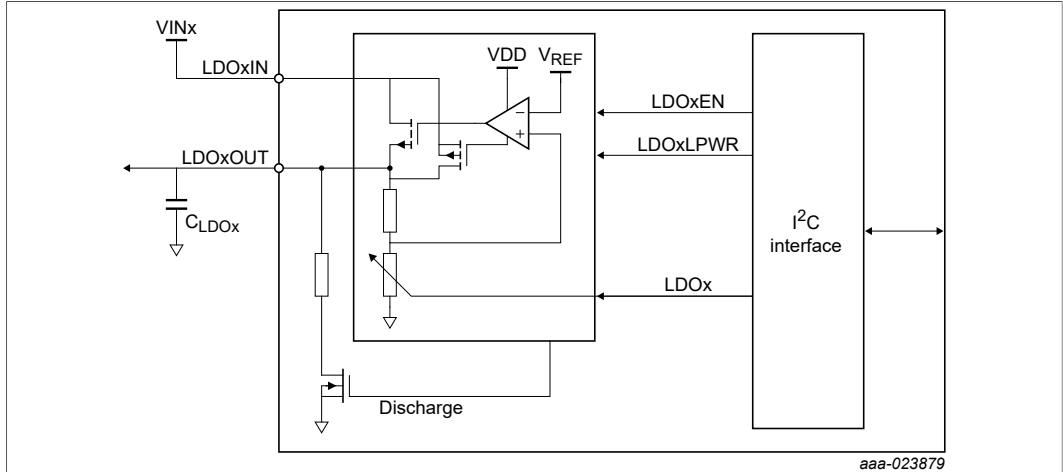 VINx
LDOxIN
VDD
VREF
−
+
LDOxEN
LDOxOUT
LDOxLPWR
CLDOx
I2C
interface
LDOx
Discharge
aaa-023879